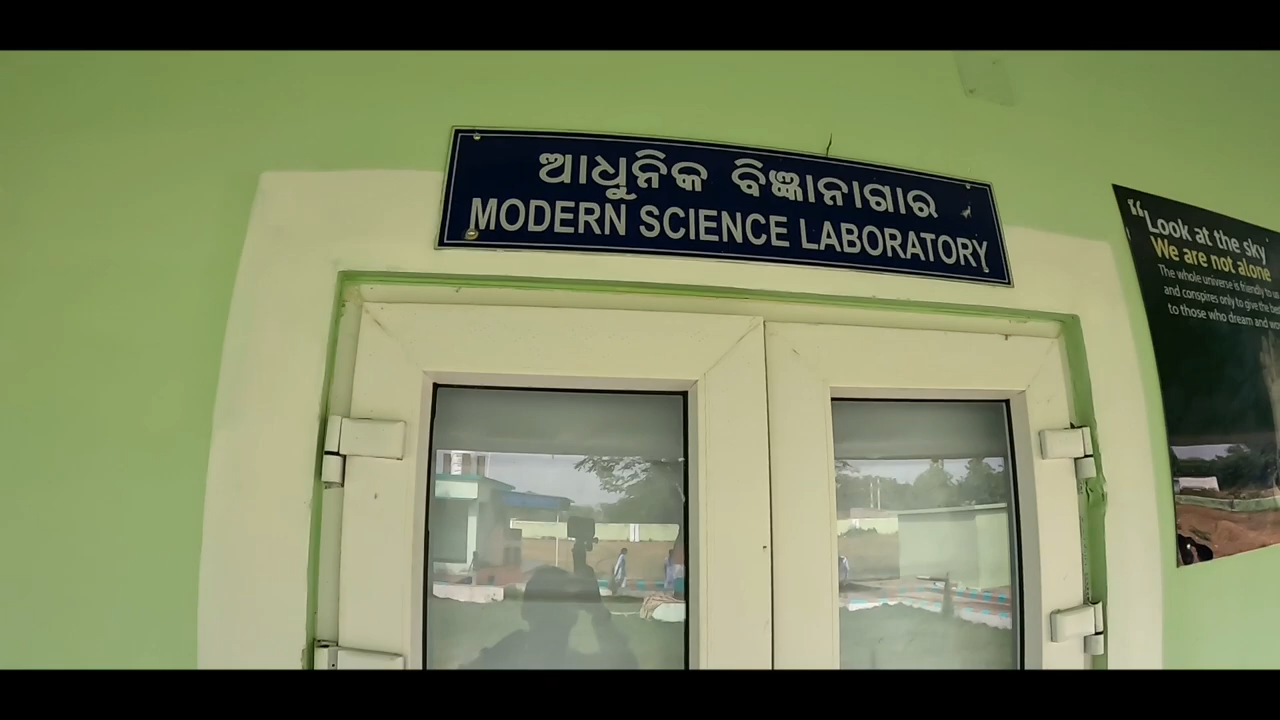 ଆଧୁନିକ ବିଜ୍ଞାନାଗାର
MODERN SCIENCE LABORATORY
“Look at the sky
We are not alone
The whole universe is friendly to
and conspires only to give the
to those who dream and